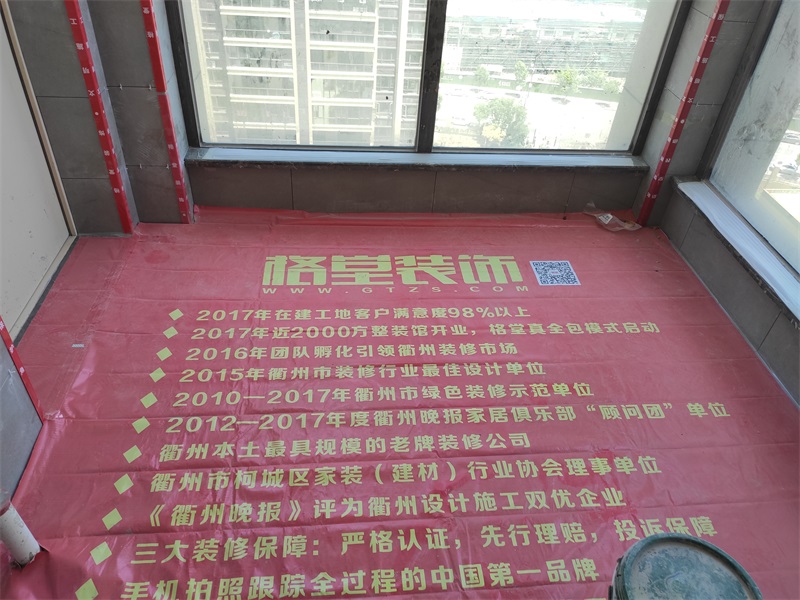 格堂装饰
WWW.GTZS.COM
2017年在建工地客户满意度98%以上
2017年近2000方整装馆开业，格堂真全包模式启动
2016年团队孵化引领衢州装修市场
2015年衢州市装修行业最佳设计单位
2010—2017年衢州市绿色装修示范单位
2012—2017年度衢州晚报家居俱乐部“顾问团”单位
衢州本土最具规模的老牌装修公司
衢州市柯城区家装（建材）行业协会理事单位
《衢州晚报》评为衢州设计施工双优企业
三大装修保障：严格认证，先行理赔，投诉保障
手机拍照跟踪全过程的中国第一品牌